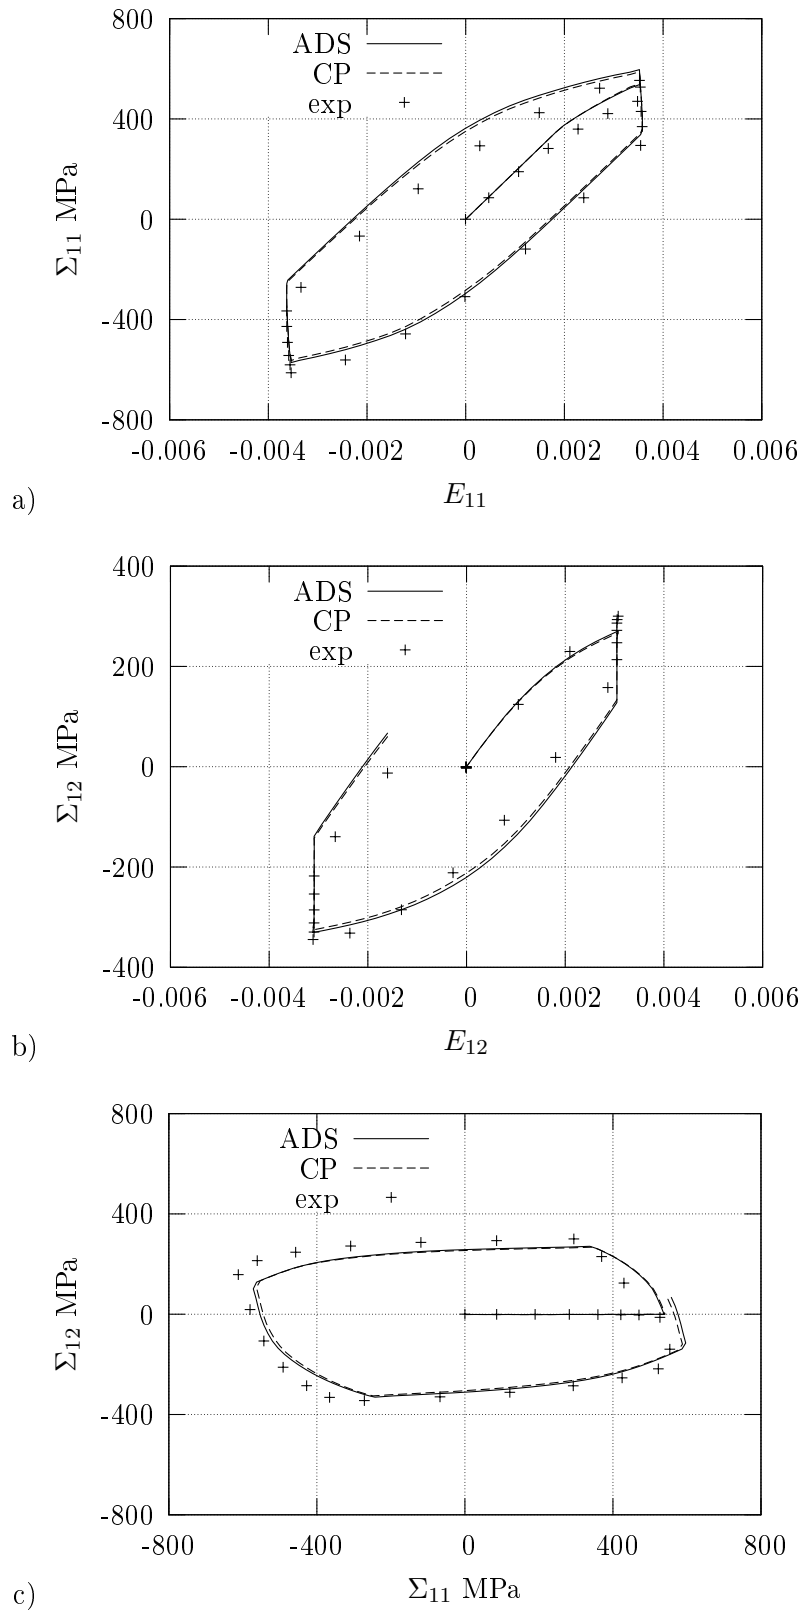 800
400
0
-400
-800
Σ11 MPa
ADS
CP
exp
-0.006 -0.004 -0.002 0 0.002 0.004 0.006
E11
a)
400
200
0
-200
-400
Σ12 MPa
ADS
CP
exp
-0.006 -0.004 -0.002 0 0.002 0.004 0.006
E12
b)
800
400
0
-400
-800
Σ12 MPa
ADS
CP
exp
-800 -400 0 400 800
Σ11 MPa
c)